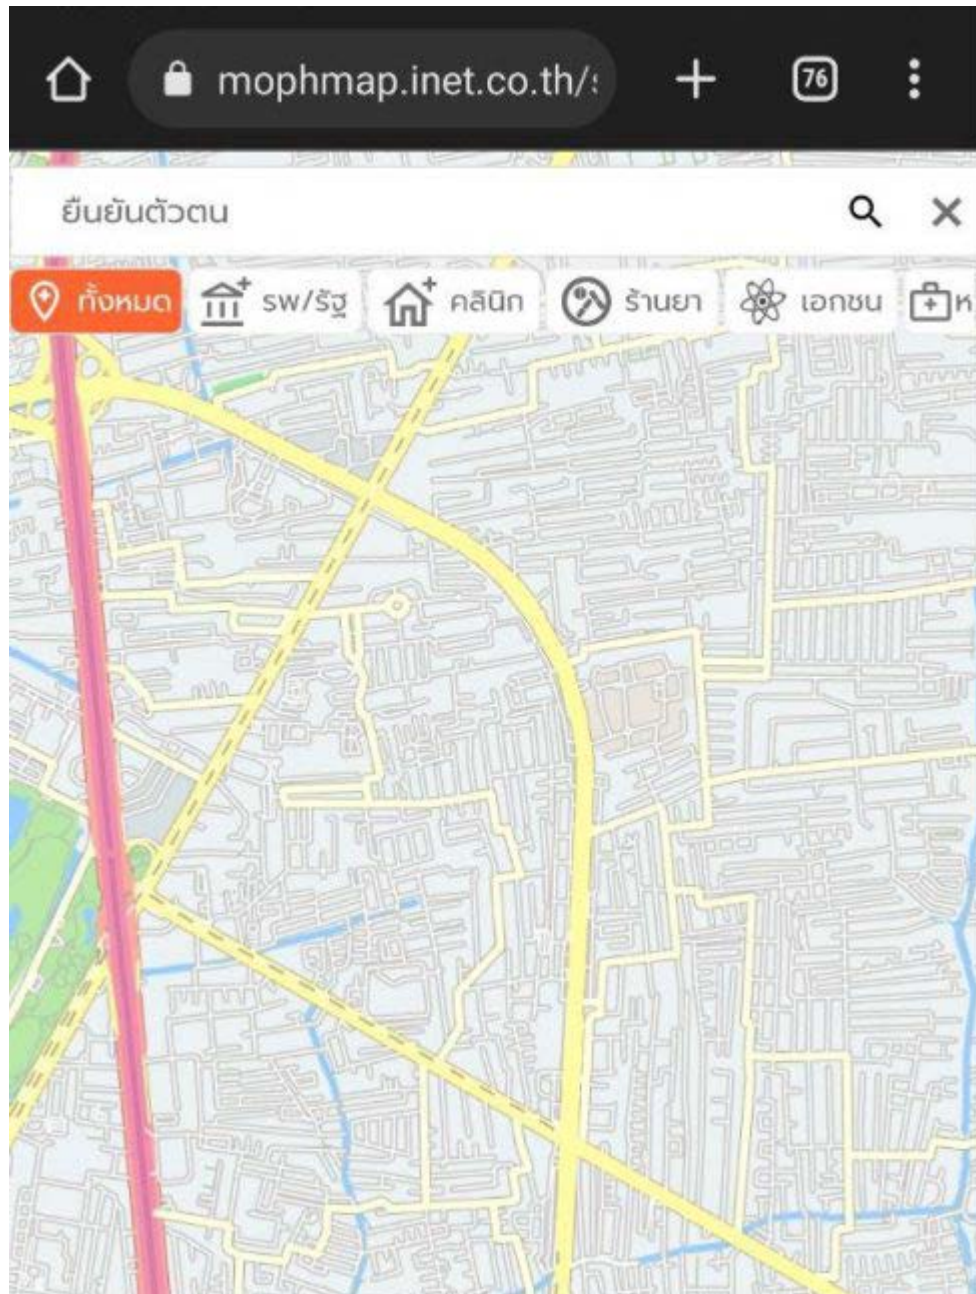 mophmap.inet.co.th/
76
ยืนยันตัวตน
ทั้งหมด รพ/รัฐ คลินิก ร้านยา เอกชน ห